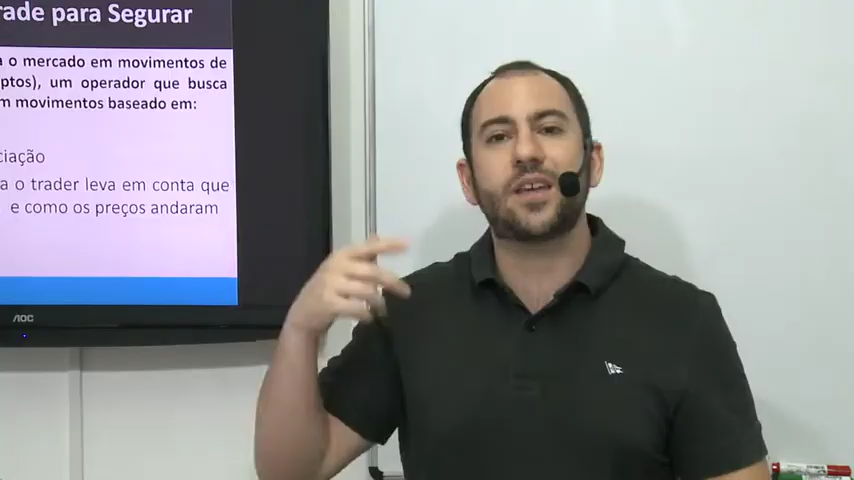 rade para Segurar
a o mercado em movimentos de
ptos), um operador que busca
m movimentos baseado em:
ciação
a o trader leva em conta que
e como os preços andaram
AOC